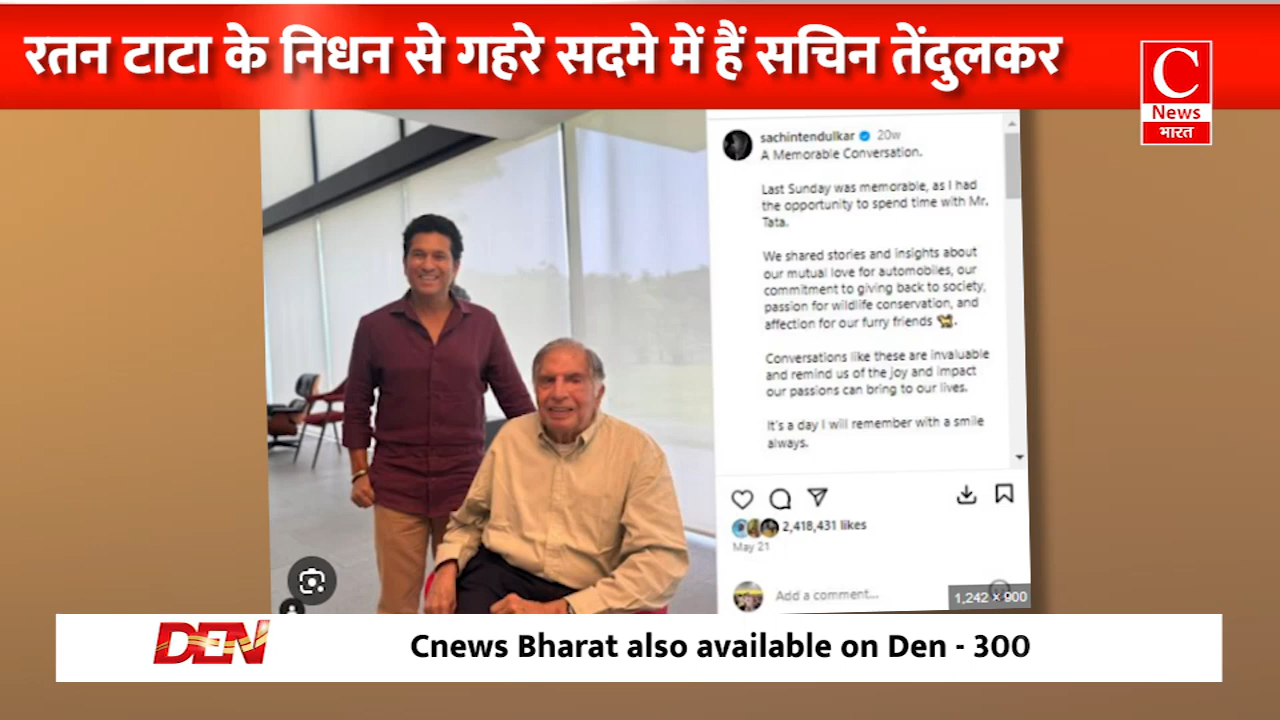 रतन टाटा के निधन से गहरे सदमे में हैं सचिन तेंदुलकर
C
News
भारत
sachintendulkar 20w
A Memorable Conversation.
Last Sunday was memorable, as I had
the opportunity to spend time with Mr.
Tata.
We shared stories and insights about
our mutual love for automobiles, our
commitment to giving back to society,
passion for wildlife conservation, and
affection for our furry friends 🐕.
Conversations like these are invaluable
and remind us of the joy and impact
our passions can bring to our lives.
It's a day I will remember with a smile
always.
2,418,431 likes
May 21
Add a comment...
1,242 × 900
DEN
Cnews Bharat also available on Den - 300